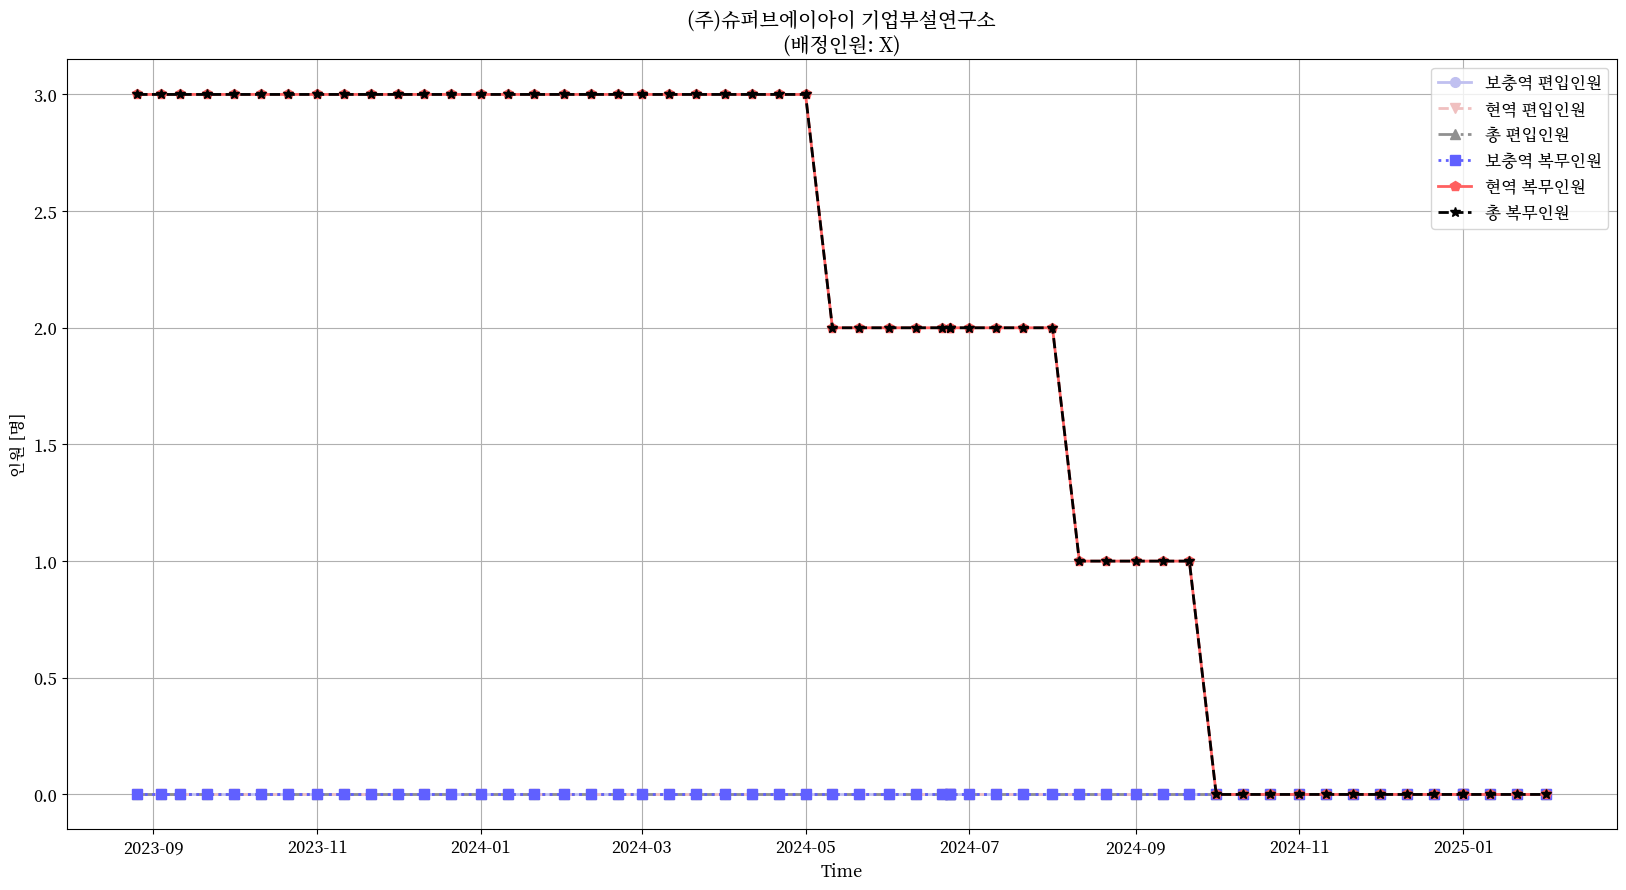 (주)슈퍼브에이아이 기업부설연구소
(배정인원: X)
보충역 편입인원
현역 편입인원
총 편입인원
보충역 복무인원
현역 복무인원
총 복무인원
인원 [명]
3.0
2.5
2.0
1.5
1.0
0.5
0.0
2023-09
2023-11
2024-01
2024-03
2024-05
2024-07
2024-09
2024-11
2025-01
Time